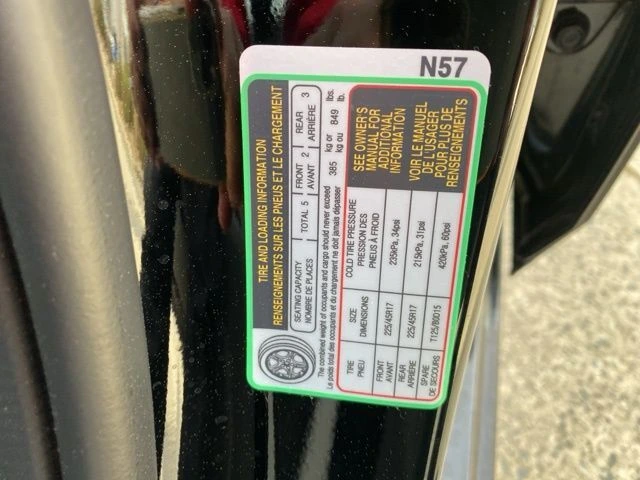 N57
TIRE AND LOADING INFORMATION
RENSEIGNEMENTS SUR LES PNEUS ET LE CHARGEMENT
SEATING CAPACITY
NOMBRE DE PLACES
TOTAL 5
FRONT
AVANT
2
REAR
ARRIÈRE
3
The combined weight of occupants and cargo should never exceed
Le poids total des occupants et du chargement ne doit jamais dépasser
385 kg or
kg ou
849 lbs.
lb.
TIRE
PNEU
SIZE
DIMENSIONS
COLD TIRE PRESSURE
PRESSION DES
PNEUS À FROID
SEE OWNER'S
MANUAL FOR
ADDITIONAL
INFORMATION
FRONT
AVANT
225/45R17
235kPa, 34psi
REAR
ARRIÈRE
225/45R17
215kPa, 31psi
VOIR LE MANUEL
DE L'USAGER
POUR PLUS DE
RENSEIGNEMENTS
SPARE
DE SECOURS
T125/80D15
420kPa, 60psi